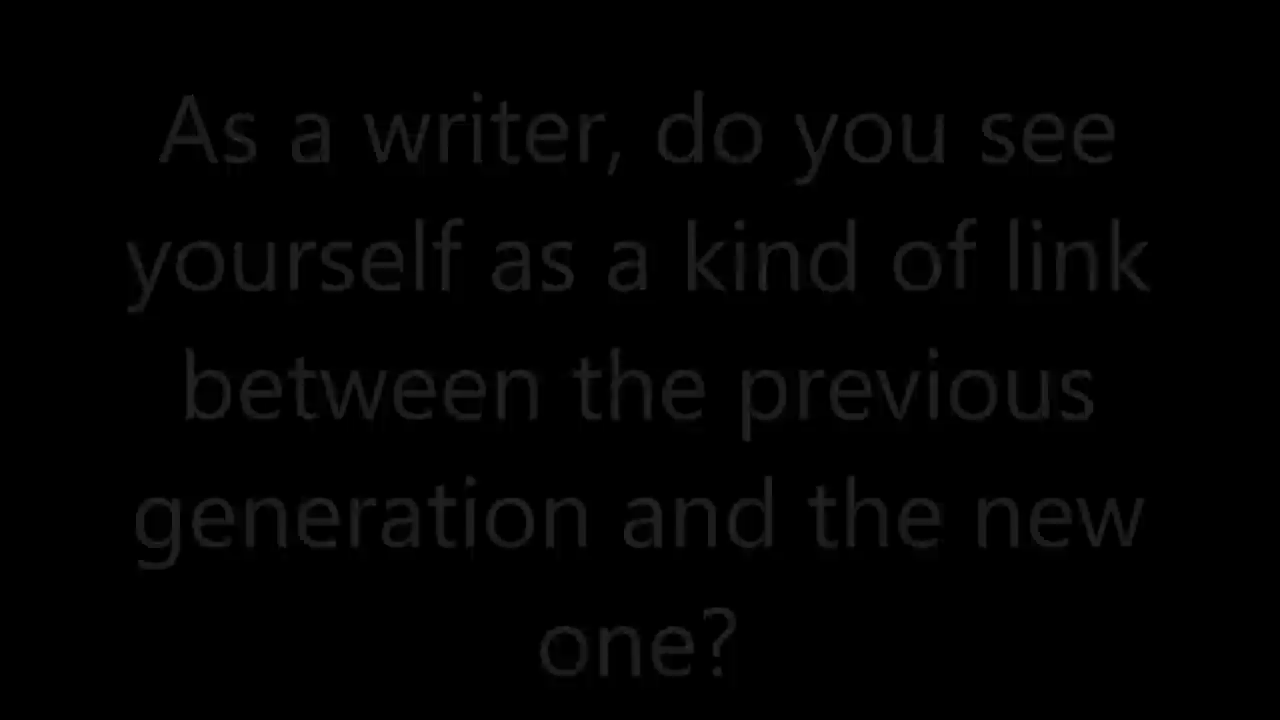 As a writer, do you see
yourself as a kind of link
between the previous
generation and the new
one?